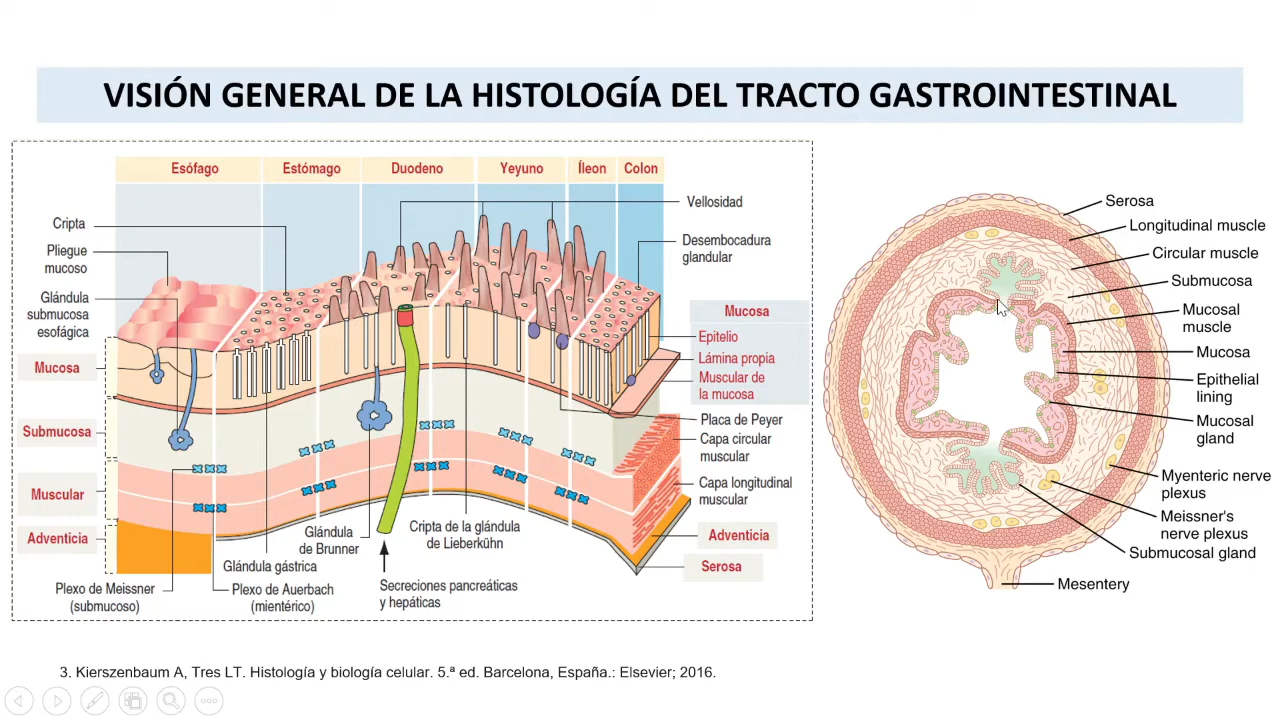 VISIÓN GENERAL DE LA HISTOLOGÍA DEL TRACTO GASTROINTESTINAL
Esófago
Estómago
Duodeno
Yeyuno
Íleon
Colon
Cripta
Pliegue
mucoso
Glándula
submucosa
esofágica
Mucosa
Submucosa
Muscular
Adventicia
Plexo de Meissner
(submucoso)
Glándula gástrica
Plexo de Auerbach
(mientérico)
Glándula
de Brunner
Secreciones pancreáticas
y hepáticas
Cripta de la glándula
de Lieberkühn
Vellosidad
Desembocadura
glandular
Mucosa
Epitelio
Lámina propia
Muscular de
la mucosa
Placa de Peyer
Capa circular
muscular
Capa longitudinal
muscular
Adventicia
Serosa
Serosa
Longitudinal muscle
Circular muscle
Submucosa
Mucosal
muscle
Mucosa
Epithelial
lining
Mucosal
gland
Myenteric nerve
plexus
Meissner's
nerve plexus
Submucosal gland
Mesentery
3. Kierszenbaum A, Tres LT. Histología y biología celular. 5.ª ed. Barcelona, España.: Elsevier; 2016.